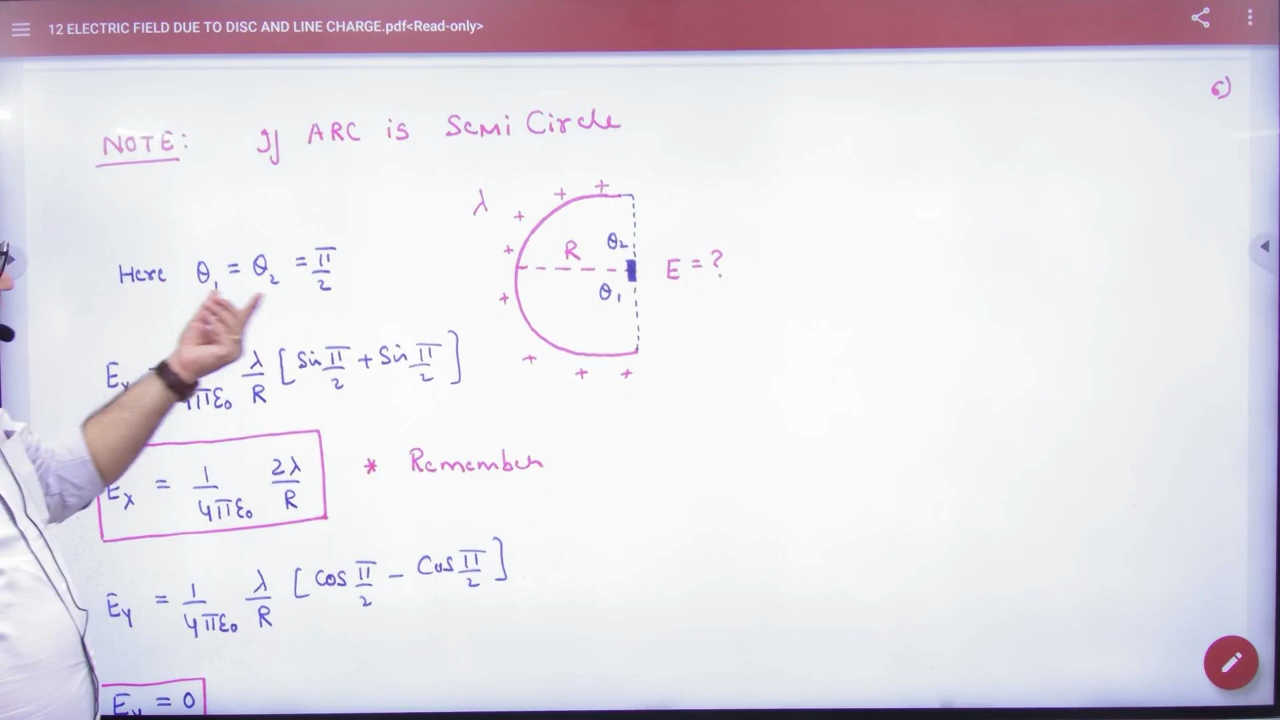 12 ELECTRIC FIELD DUE TO DISC AND LINE CHARGE.pdf<Read-only>
6)
NOTE: If ARC is Semi Circle
λ
+ + + + + + + +
R θ₂
θ₁
E = ?
Here θ₁ = θ₂ = π/2
4πε₀ λ/R [Sin π/2 + Sin π/2]
Eₓ = 1/4πε₀ 2λ/R * Remember
Eᵧ = 1/4πε₀ λ/R [Cos π/2 − Cos π/2]
Eᵧ = 0